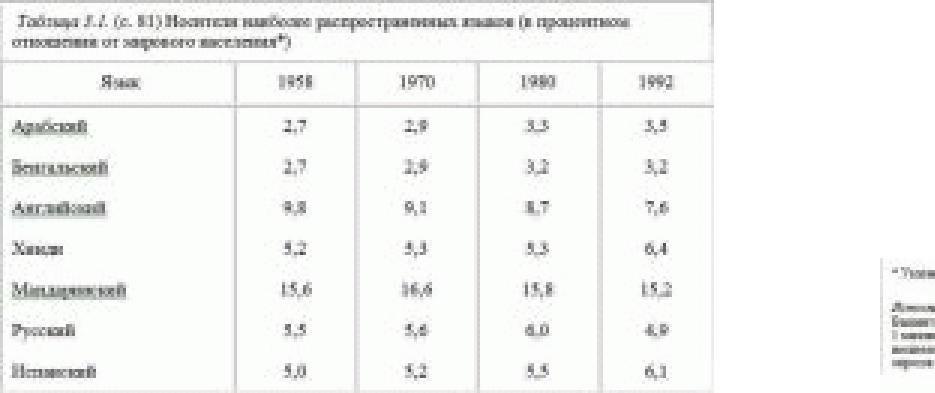 Таблица 3.1. (с. 81) Носители наиболее распространенных языков (в процентном
отношении от мирового населения*)
Язык 1958 1970 1980 1992
Арабский 2,7 2,9 3,3 3,5
Бенгальский 2,7 2,9 3,2 3,2
Английский 9,8 9,1 8,7 7,6
Хинди 5,2 5,3 5,3 6,4
Мандаринский 15,6 16,6 15,8 15,2
Русский 5,5 5,6 6,0 4,9
Испанский 5,0 5,2 5,5 6,1